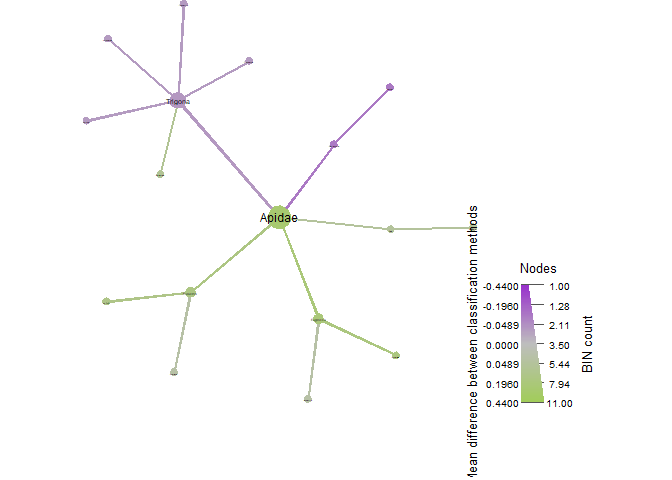 Trigona
Apidae
Mean difference between classification methods
Nodes
-0.4400 1.00
-0.1960 1.28
-0.0489 2.11
0.0000 3.50
0.0489 5.44
0.1960 7.94
0.4400 11.00
BIN count